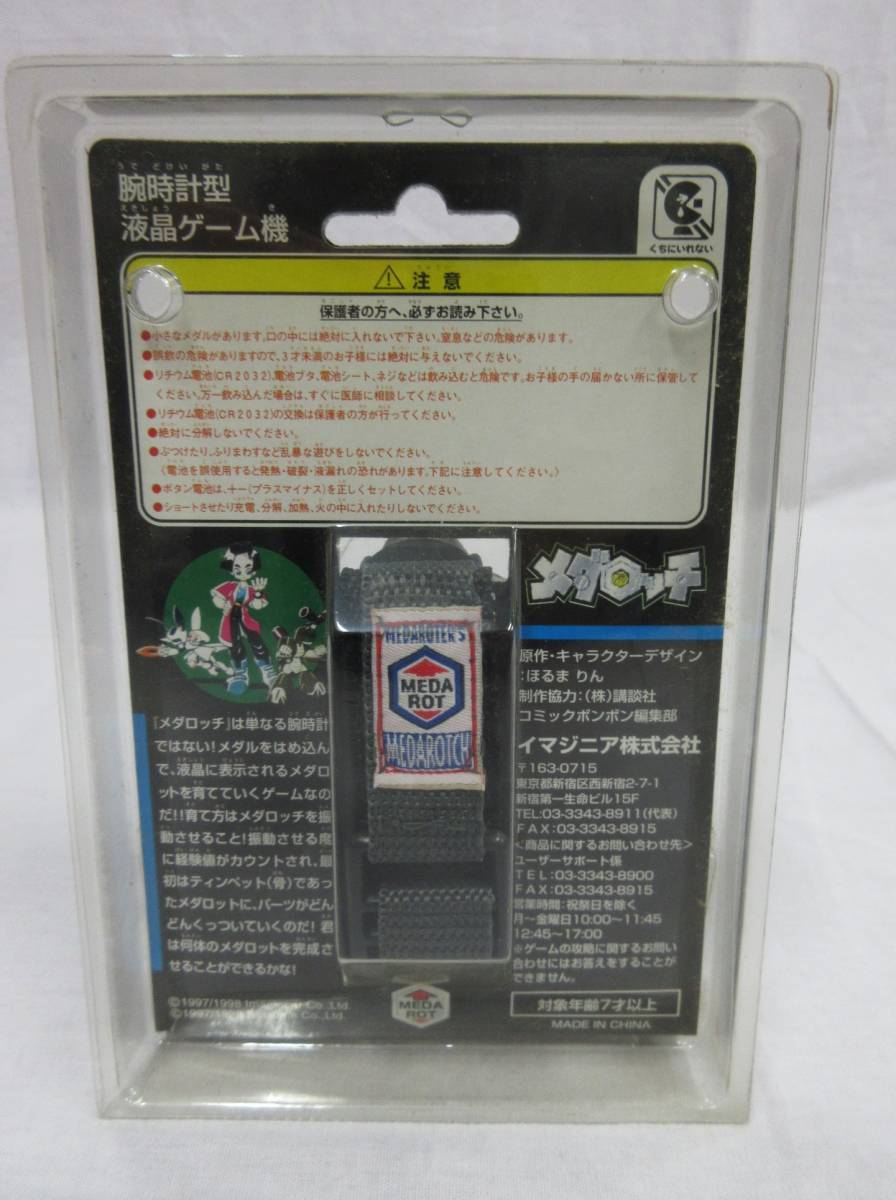 腕時計型
液晶ゲーム機
くちにいれない
注意
保護者の方へ、必ずお読み下さい。
●小さなメダルがあります。口の中には絶対に入れないで下さい。窒息などの危険があります。
●誤飲の危険がありますので、3才未満のお子様には絶対に与えないでください。
●リチウム電池(CR2032)、電池ブタ、電池シート、ネジなどは飲み込むと危険です。お子様の手の届かない所に保管して
ください。万一飲み込んだ場合は、すぐに医師に相談してください。
●リチウム電池(CR2032)の交換は保護者の方が行ってください。
●絶対に分解しないでください。
●ぶつけたり、ふりまわすなど乱暴な遊びをしないでください。
(電池を誤使用すると発熱・破裂・液漏れの恐れがあります。下記に注意してください。)
●ボタン電池は、+−(プラスマイナス)を正しくセットしてください。
●ショートさせたり充電、分解、加熱、火の中に入れたりしないでください。
メダロッチ
MEDAROTER'S
MEDA
ROT
MEDAROTCH
『メダロッチ』は単なる腕時計
ではない!メダルをはめ込ん
で、液晶に表示されるメダロ
ットを育てていくゲームなの
だ!!育て方はメダロッチを振
動させること!振動させる度
に経験値がカウントされ、最
初はティンペット(骨)であっ
たメダロットに、パーツがどん
どんくっついていくのだ!君
は何体のメダロットを完成さ
せることができるかな!
©1997/1998 Imagineer Co.,Ltd.
©1997/1998 Co.,Ltd.
MEDA
ROT
原作・キャラクターデザイン
:ほるま りん
制作協力:(株)講談社
コミックボンボン編集部
イマジニア株式会社
〒163-0715
東京都新宿区西新宿2-7-1
新宿第一生命ビル15F
TEL:03-3343-8911(代表)
FAX:03-3343-8915
<商品に関するお問い合わせ先>
ユーザーサポート係
TEL:03-3343-8900
FAX:03-3343-8915
営業時間:祝祭日を除く
月〜金曜日10:00〜11:45
12:45〜17:00
※ゲームの攻略に関するお問い
合わせにはお答えをすることが
できません。
対象年齢7才以上
MADE IN CHINA